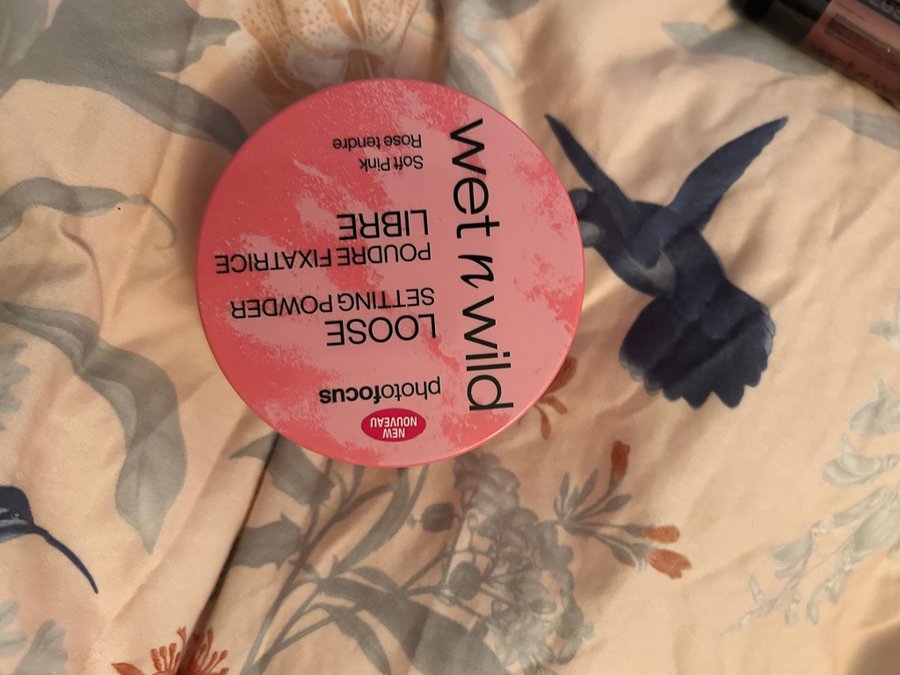 wet n wild
NEW
NOUVEAU
photofocus
LOOSE
SETTING POWDER
POUDRE FIXATRICE
LIBRE
Soft Pink
Rose tendre